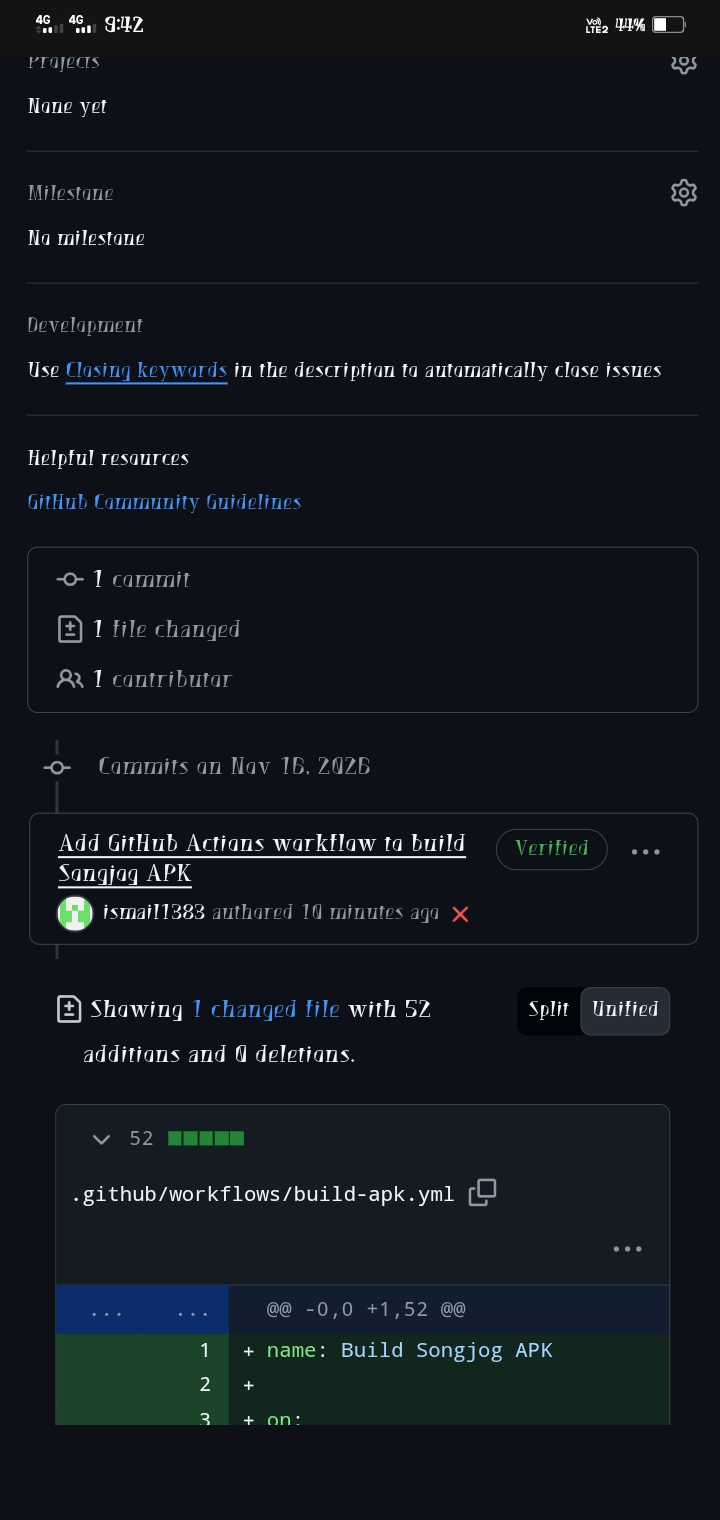 4G 4G 9:42 Vo) LTE2 44%
Projects
None yet
Milestone
No milestone
Development
Use Closing keywords in the description to automatically close issues
Helpful resources
GitHub Community Guidelines
1 commit
1 file changed
1 contributor
Commits on Nov
Add GitHub Actions workflow to build
Songjog APK
Verified
ismail1383 authored 10 minutes ago
Showing 1 changed file with 52
additions and 0 deletions.
Split Unified
52
.github/workflows/build-apk.yml
... ... @@ -0,0 +1,52 @@
1 + name: Build Songjog APK
2 +
3 + on: